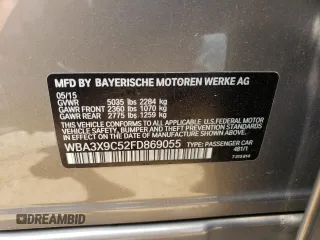 MFD BY BAYERISCHE MOTOREN WERKE AG
05/15
GVWR 5035 lbs 2284 kg
GAWR FRONT 2360 lbs 1070 kg
GAWR REAR 2775 lbs 1259 kg
THIS VEHICLE CONFORMS TO ALL APPLICABLE U.S. FEDERAL MOTOR VEHICLE SAFETY, BUMPER, AND THEFT PREVENTION STANDARDS IN EFFECT ON THE DATE OF MANUFACTURE SHOWN ABOVE.
WBA3X9C52FD869055
TYPE: PASSENGER CAR
481/1
DREAMBID